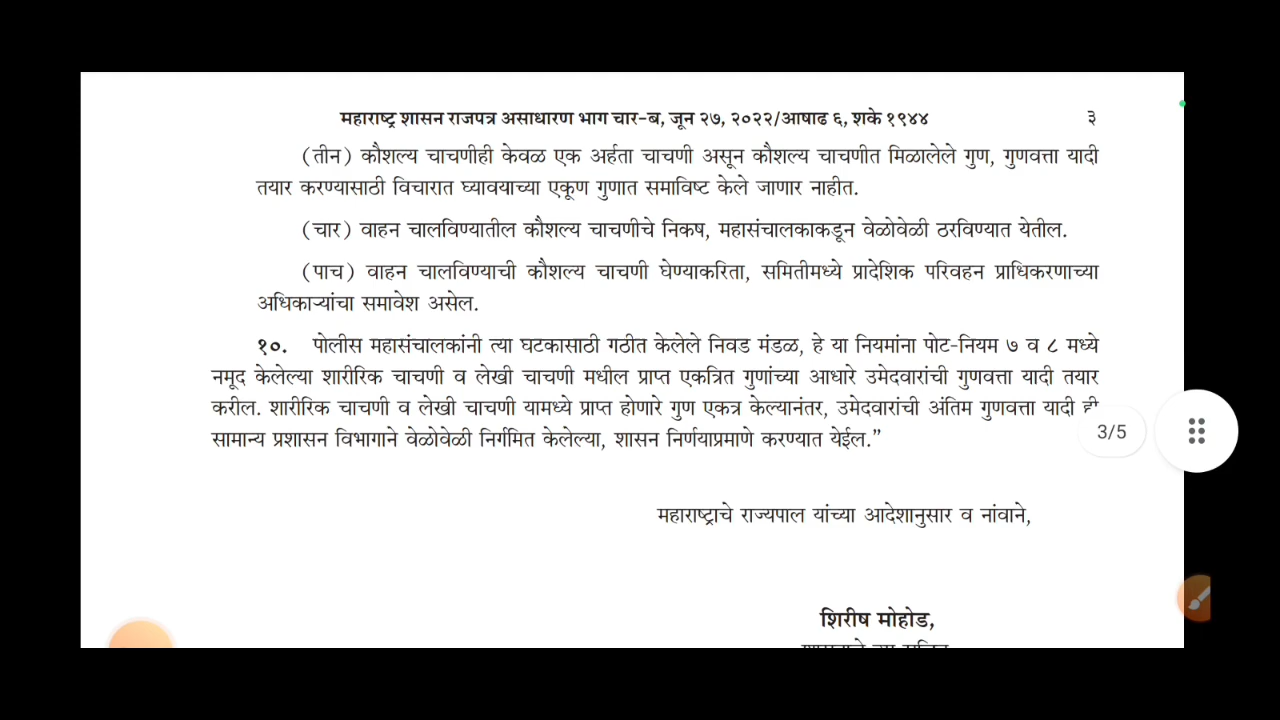 महाराष्ट्र शासन राजपत्र असाधारण भाग चार-ब, जून २७, २०२२/आषाढ ६, शके १९४४ ३
(तीन) कौशल्य चाचणीही केवळ एक अर्हता चाचणी असून कौशल्य चाचणीत मिळालेले गुण, गुणवत्ता यादी
तयार करण्यासाठी विचारात घ्यावयाच्या एकूण गुणात समाविष्ट केले जाणार नाहीत.
(चार) वाहन चालविण्यातील कौशल्य चाचणीचे निकष, महासंचालकाकडून वेळोवेळी ठरविण्यात येतील.
(पाच) वाहन चालविण्याची कौशल्य चाचणी घेण्याकरिता, समितीमध्ये प्रादेशिक परिवहन प्राधिकरणाच्या
अधिकाऱ्यांचा समावेश असेल.
१०. पोलीस महासंचालकांनी त्या घटकासाठी गठीत केलेले निवड मंडळ, हे या नियमांना पोट-नियम ७ व ८ मध्ये
नमूद केलेल्या शारीरिक चाचणी व लेखी चाचणी मधील प्राप्त एकत्रित गुणांच्या आधारे उमेदवारांची गुणवत्ता यादी तयार
करील. शारीरिक चाचणी व लेखी चाचणी यामध्ये प्राप्त होणारे गुण एकत्र केल्यानंतर, उमेदवारांची अंतिम गुणवत्ता यादी ही
सामान्य प्रशासन विभागाने वेळोवेळी निर्गमित केलेल्या, शासन निर्णयाप्रमाणे करण्यात येईल.”
3/5
महाराष्ट्राचे राज्यपाल यांच्या आदेशानुसार व नांवाने,
शिरीष मोहोड,